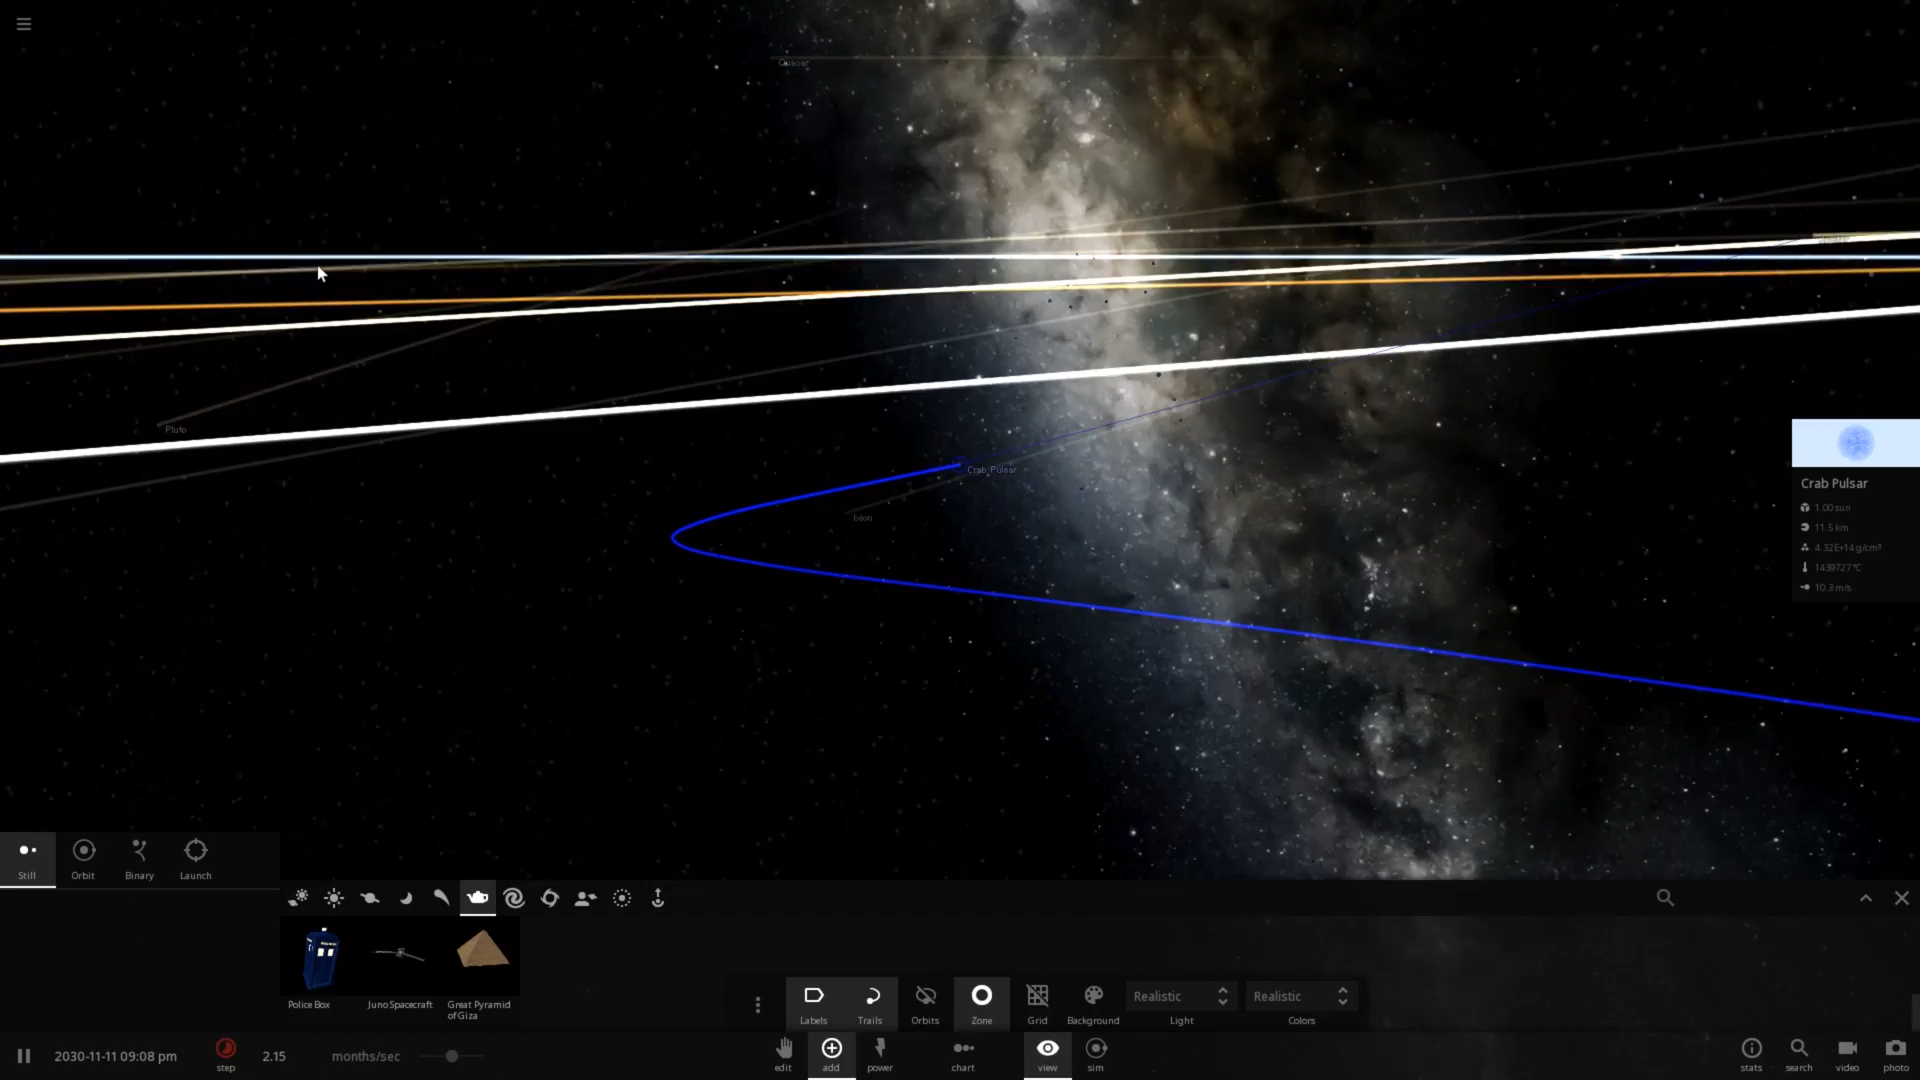 Quaoar
Pluto
Crab Pulsar
Ixion
Crab Pulsar
1.00 sun
11.5 km
4.32E+14 g/cm³
1439727 °C
10.3 m/s
Still
Orbit
Binary
Launch
Police Box
Juno Spacecraft
Great Pyramid
of Giza
Labels
Trails
Orbits
Zone
Grid
Background
Realistic
Light
Realistic
Colors
2030-11-11 09:08 pm
step
2.15
months/sec
edit
add
power
chart
view
sim
stats
search
video
photo